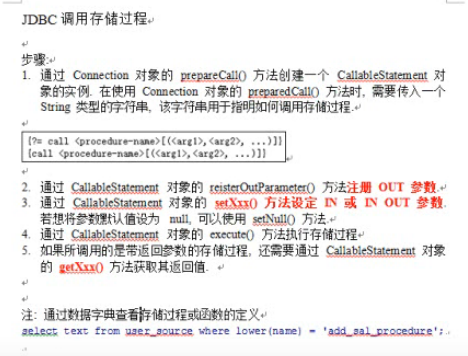 JDBC 调用存储过程
步骤:
1. 通过 Connection 对象的 prepareCall() 方法创建一个 CallableStatement 对
象的实例. 在使用 Connection 对象的 preparedCall() 方法时, 需要传入一个
String 类型的字符串, 该字符串用于指明如何调用存储过程.
{?= call <procedure-name>[(<arg1>,<arg2>, ...)]}
{call <procedure-name>[(<arg1>,<arg2>, ...)]}
2. 通过 CallableStatement 对象的 reisterOutParameter() 方法注册 OUT 参数.
3. 通过 CallableStatement 对象的 setXxx() 方法设定 IN 或 IN OUT 参数.
若想将参数默认值设为 null, 可以使用 setNull() 方法.
4. 通过 CallableStatement 对象的 execute() 方法执行存储过程
5. 如果所调用的是带返回参数的存储过程, 还需要通过 CallableStatement 对象
的 getXxx() 方法获取其返回值.
注: 通过数据字典查看存储过程或函数的定义
select text from user_source where lower(name) = 'add_sal_procedure';